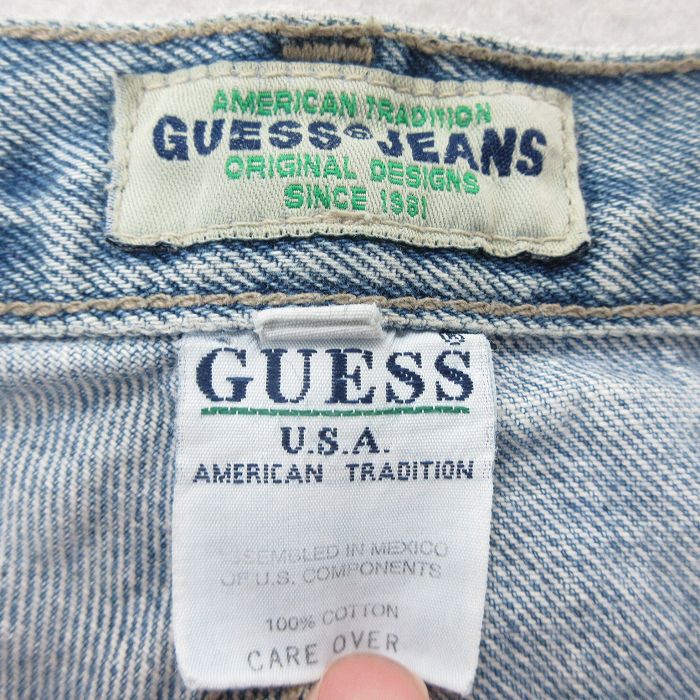 AMERICAN TRADITION
GUESS® JEANS
ORIGINAL DESIGNS
SINCE 1981
GUESS®
U.S.A.
AMERICAN TRADITION
ASSEMBLED IN MEXICO
OF U.S. COMPONENTS
100% COTTON
CARE OVER